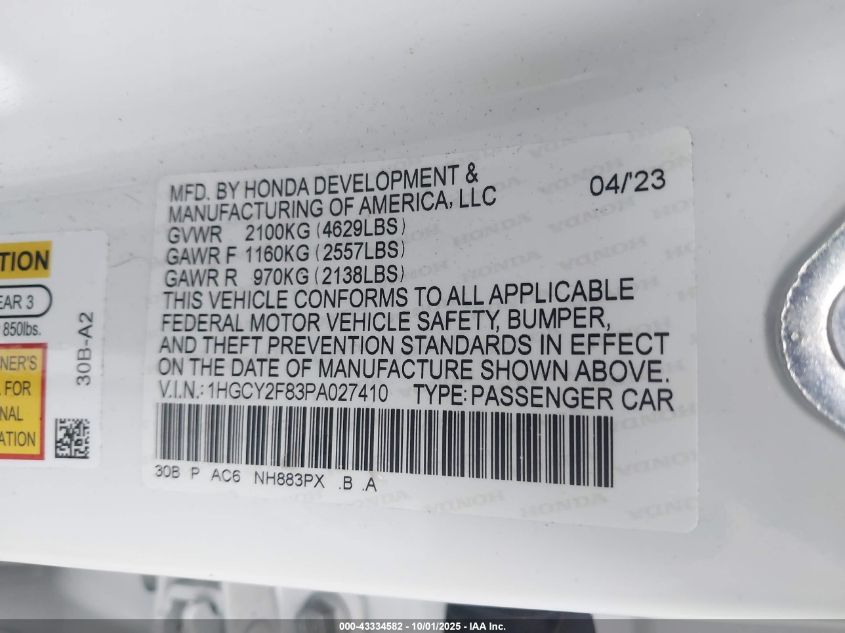 MFD. BY HONDA DEVELOPMENT &
MANUFACTURING OF AMERICA, LLC
04/'23
GVWR 2100KG (4629LBS)
GAWR F 1160KG (2557LBS)
GAWR R 970KG (2138LBS)
THIS VEHICLE CONFORMS TO ALL APPLICABLE
FEDERAL MOTOR VEHICLE SAFETY, BUMPER,
AND THEFT PREVENTION STANDARDS IN EFFECT
ON THE DATE OF MANUFACTURE SHOWN ABOVE.
V.I.N.: 1HGCY2F83PA027410 TYPE: PASSENGER CAR
30B P AC6 NH883PX .B .A
EAR 3
850lbs.
NER'S
FOR
30B-A2
000-43334582 - 10/01/2025 - IAA Inc.